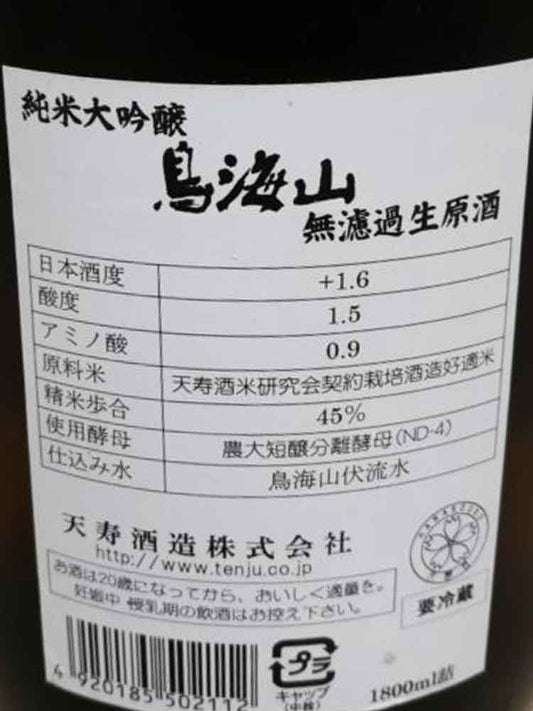 純米大吟醸
鳥海山
無濾過生原酒
日本酒度 +1.6
酸度 1.5
アミノ酸 0.9
原料米 天寿酒米研究会契約栽培酒造好適米
精米歩合 45%
使用酵母 農大短醸分離酵母(ND-4)
仕込み水 鳥海山伏流水
天寿酒造株式会社
http://www.tenju.co.jp
お酒は20歳になってから、おいしく適量を。
妊娠中 授乳期の飲酒はお控え下さい。
要冷蔵
4 920185 502112
プラ
キャップ
(中栓)
1800ml詰